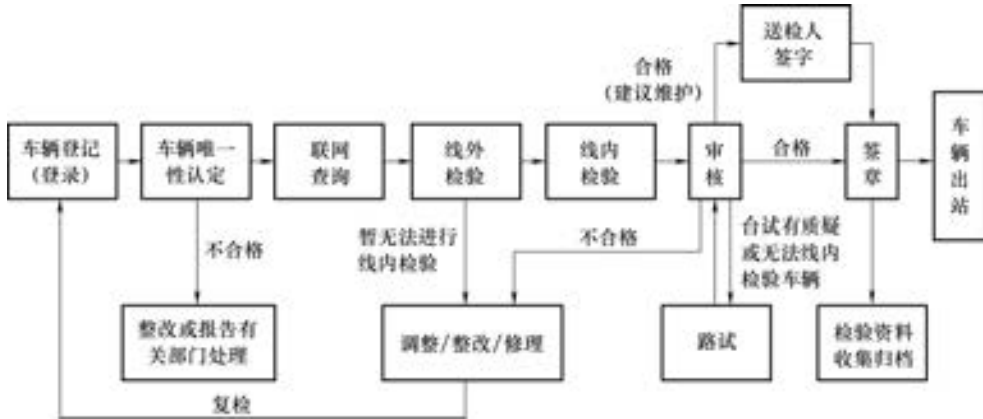 送检人
签字
合格
(建议维护)
车辆登记
(登录)
车辆唯一
性认定
联网
查询
线外
检验
线内
检验
审
核
合格
签
章
车
辆
出
站
不合格
暂无法进行
线内检验
不合格
台试有质疑
或无法线内
检验车辆
整改或报告有
关部门处理
调整/整改/修理
路试
检验资料
收集归档
复检